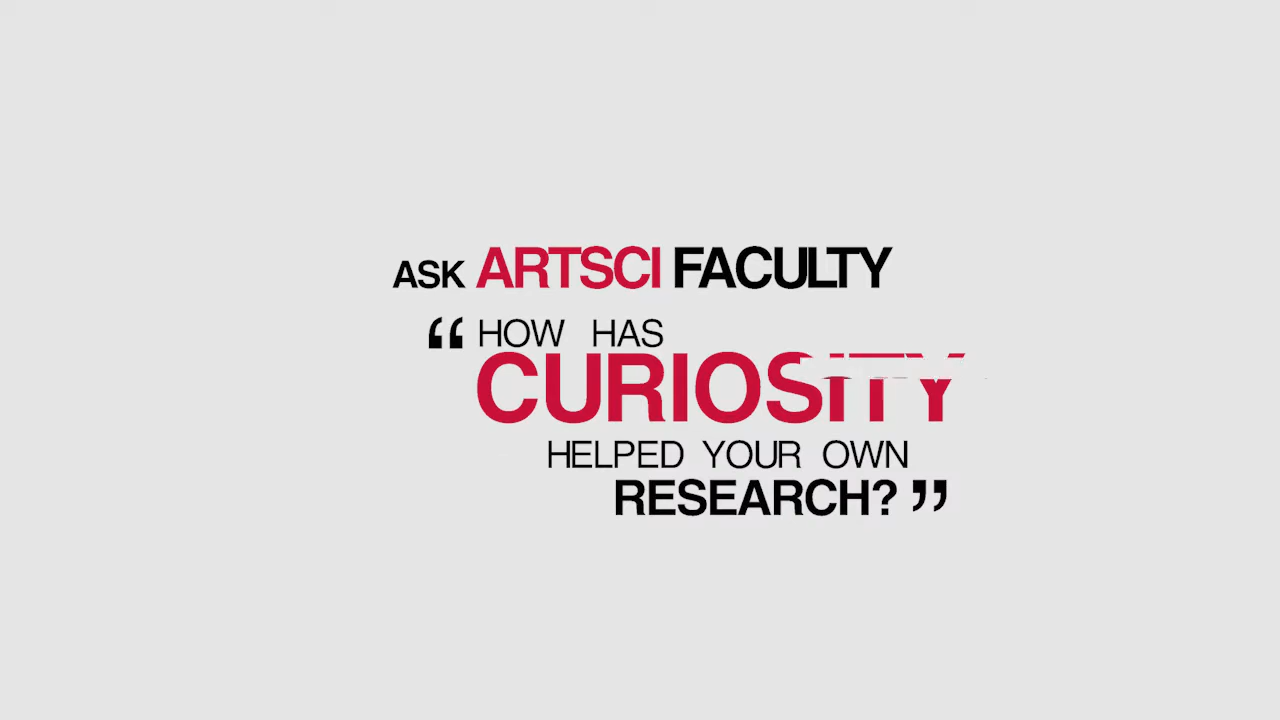 ASK ARTSCI FACULTY
“ HOW HAS
CURIOSITY
HELPED YOUR OWN
RESEARCH? ”